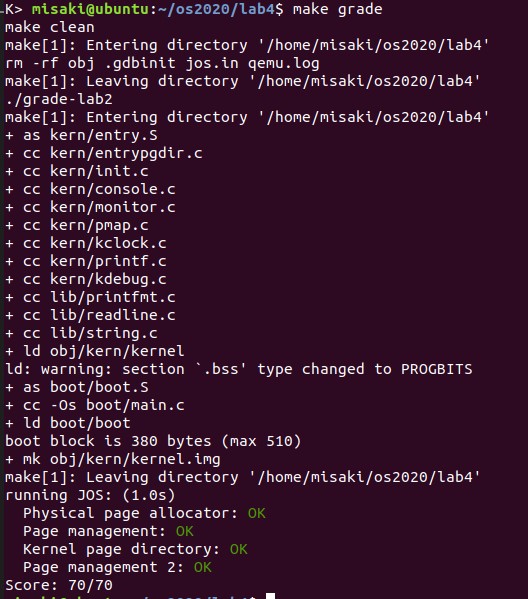 K> misaki@ubuntu:~/os2020/lab4$ make grade
make clean
make[1]: Entering directory '/home/misaki/os2020/lab4'
rm -rf obj .gdbinit jos.in qemu.log
make[1]: Leaving directory '/home/misaki/os2020/lab4'
./grade-lab2
make[1]: Entering directory '/home/misaki/os2020/lab4'
+ as kern/entry.S
+ cc kern/entrypgdir.c
+ cc kern/init.c
+ cc kern/console.c
+ cc kern/monitor.c
+ cc kern/pmap.c
+ cc kern/kclock.c
+ cc kern/printf.c
+ cc kern/kdebug.c
+ cc lib/printfmt.c
+ cc lib/readline.c
+ cc lib/string.c
+ ld obj/kern/kernel
ld: warning: section `.bss' type changed to PROGBITS
+ as boot/boot.S
+ cc -Os boot/main.c
+ ld boot/boot
boot block is 380 bytes (max 510)
+ mk obj/kern/kernel.img
make[1]: Leaving directory '/home/misaki/os2020/lab4'
running JOS: (1.0s)
  Physical page allocator: OK
  Page management: OK
  Kernel page directory: OK
  Page management 2: OK
Score: 70/70